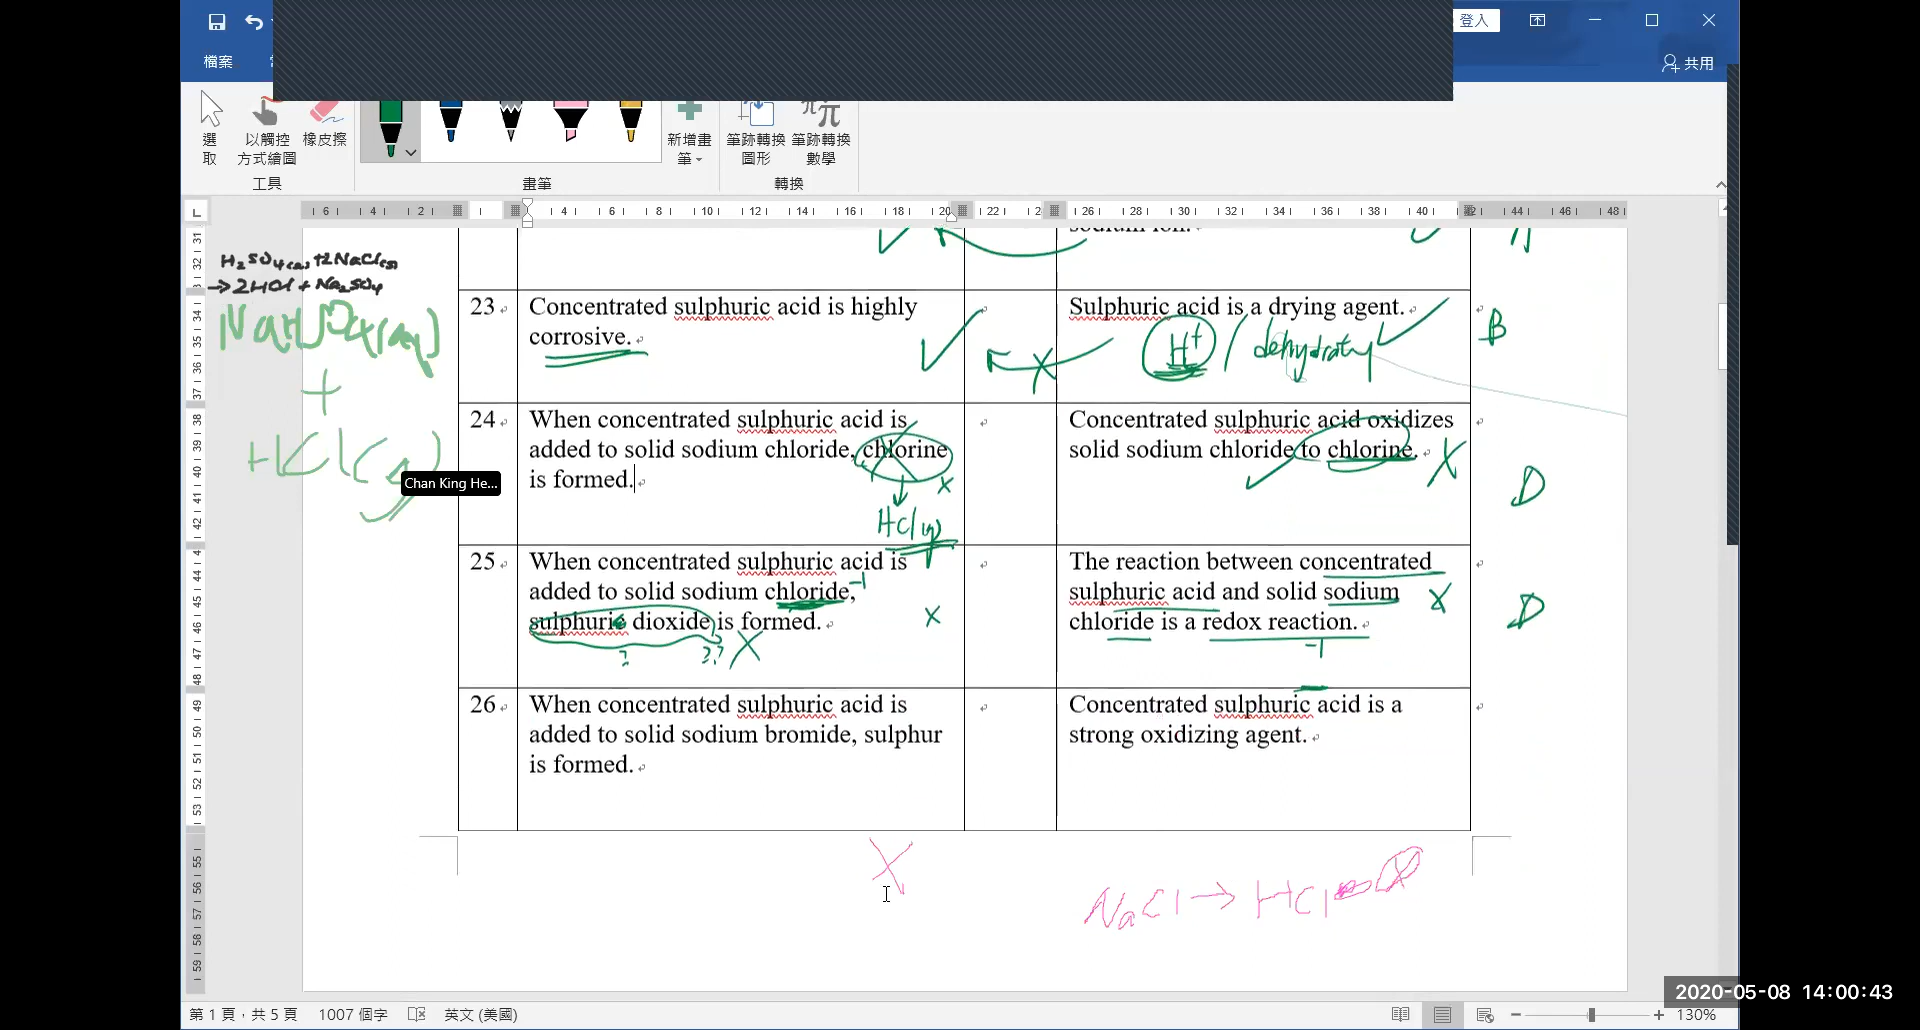 登入
檔案
共用
選取
以觸控方式繪圖
橡皮擦
新增畫筆
筆跡轉換圖形
筆跡轉換數學
工具
畫筆
轉換
sodium ion.
H2SO4(aq)+2NaCl(s)
→2HCl+Na2SO4
NaHSO4(aq)
+
HCl(g)
Chan King He...
23
Concentrated sulphuric acid is highly
corrosive.
Sulphuric acid is a drying agent.
H+ / dehydraty
B
24
When concentrated sulphuric acid is
added to solid sodium chloride, chlorine
is formed.
HCl(g)
Concentrated sulphuric acid oxidizes
solid sodium chloride to chlorine.
X
D
25
When concentrated sulphuric acid is
added to solid sodium chloride, -1
sulphuric dioxide is formed.
X
The reaction between concentrated
sulphuric acid and solid sodium
chloride is a redox reaction.
-1
X
D
26
When concentrated sulphuric acid is
added to solid sodium bromide, sulphur
is formed.
Concentrated sulphuric acid is a
strong oxidizing agent.
X
NaCl → HCl
2020-05-08 14:00:43
第 1 頁，共 5 頁
1007 個字
英文 (美國)
130%